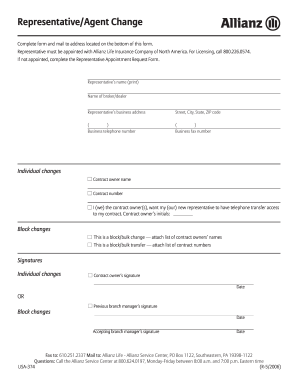 Representative/Agent Change
Allianz
Complete form and mail to address located on the bottom of this form.
Representative must be appointed with Allianz Life Insurance Company of North America. For Licensing, call 800.226.0574.
If not appointed, complete the Representative Appointment Request Form.
Representative's name (print)
Name of broker/dealer
Representative's business address Street, City, State, ZIP code
( ) ( )
Business telephone number Business fax number
Individual changes
Contract owner name
Contract number
I (we) the contract owner(s), want my (our) new representative to have telephone transfer access
to my contract. Contract owner's initials:
Block changes
This is a block/bulk change — attach list of contract owners' names
This is a block/bulk transfer — attach list of contract numbers
Signatures
Individual changes
Contract owner's signature
Date
OR
Previous branch manager's signature
Block changes
Date
Accepting branch manager's signature Date
Fax to: 610.251.2337 Mail to: Allianz Life - Allianz Service Center, PO Box 1122, Southeastern, PA 19398-1122
Questions: Call the Allianz Service Center at 800.624.0197, Monday-Friday between 8:00 a.m. and 7:00 p.m. Eastern time
USA-374 (R-5/2006)